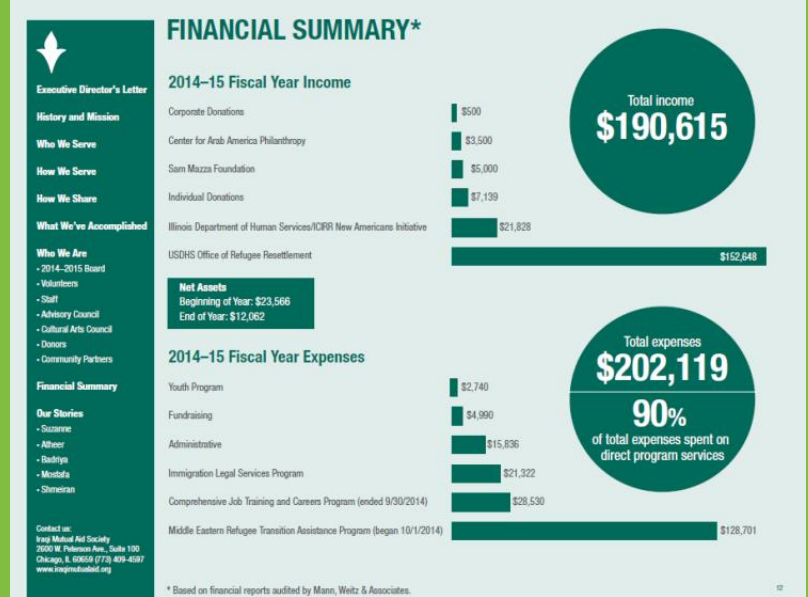 Executive Director's Letter
History and Mission
Who We Serve
How We Serve
How We Share
What We've Accomplished
Who We Are
- 2014–2015 Board
- Volunteers
- Staff
- Advisory Council
- Cultural Arts Council
- Donors
- Community Partners
Financial Summary
Our Stories
- Suzanne
- Atheer
- Badriya
- Mostafa
- Shmeiran
Contact us:
Iraqi Mutual Aid Society
2600 W. Peterson Ave., Suite 100
Chicago, IL 60659 (773) 409-4597
www.iraqimutualaid.org
FINANCIAL SUMMARY*
2014–15 Fiscal Year Income
Corporate Donations $500
Center for Arab America Philanthropy $3,500
Sam Mazza Foundation $5,000
Individual Donations $7,139
Illinois Department of Human Services/ICIRR New Americans Initiative $21,828
USDHS Office of Refugee Resettlement $152,648
Total income
$190,615
Net Assets
Beginning of Year: $23,566
End of Year: $12,062
2014–15 Fiscal Year Expenses
Youth Program $2,740
Fundraising $4,990
Administrative $15,836
Immigration Legal Services Program $21,322
Comprehensive Job Training and Careers Program (ended 9/30/2014) $28,530
Middle Eastern Refugee Transition Assistance Program (began 10/1/2014) $128,701
Total expenses
$202,119
90%
of total expenses spent on
direct program services
* Based on financial reports audited by Mann, Weitz & Associates.
12